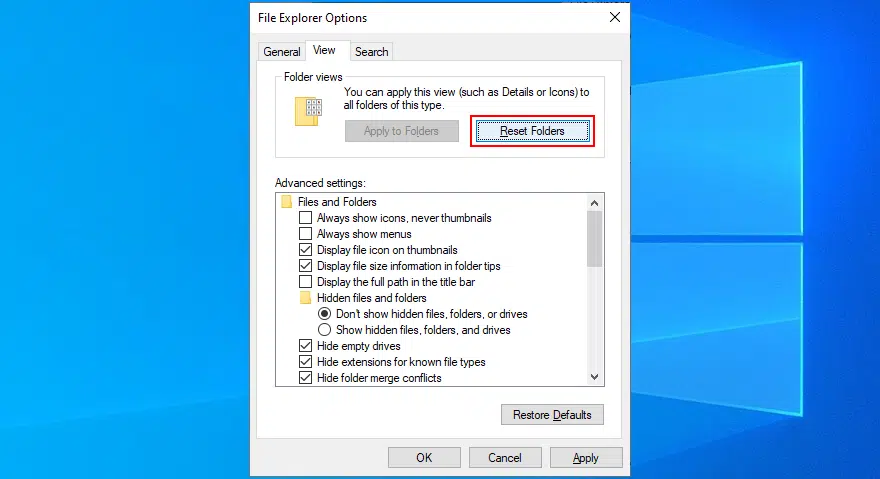 File Explorer Options
General
View
Search
Folder views
You can apply this view (such as Details or Icons) to
all folders of this type.
Apply to Folders
Reset Folders
Advanced settings:
Files and Folders
Always show icons, never thumbnails
Always show menus
Display file icon on thumbnails
Display file size information in folder tips
Display the full path in the title bar
Hidden files and folders
Don't show hidden files, folders, or drives
Show hidden files, folders, and drives
Hide empty drives
Hide extensions for known file types
Hide folder merge conflicts
Restore Defaults
OK
Cancel
Apply